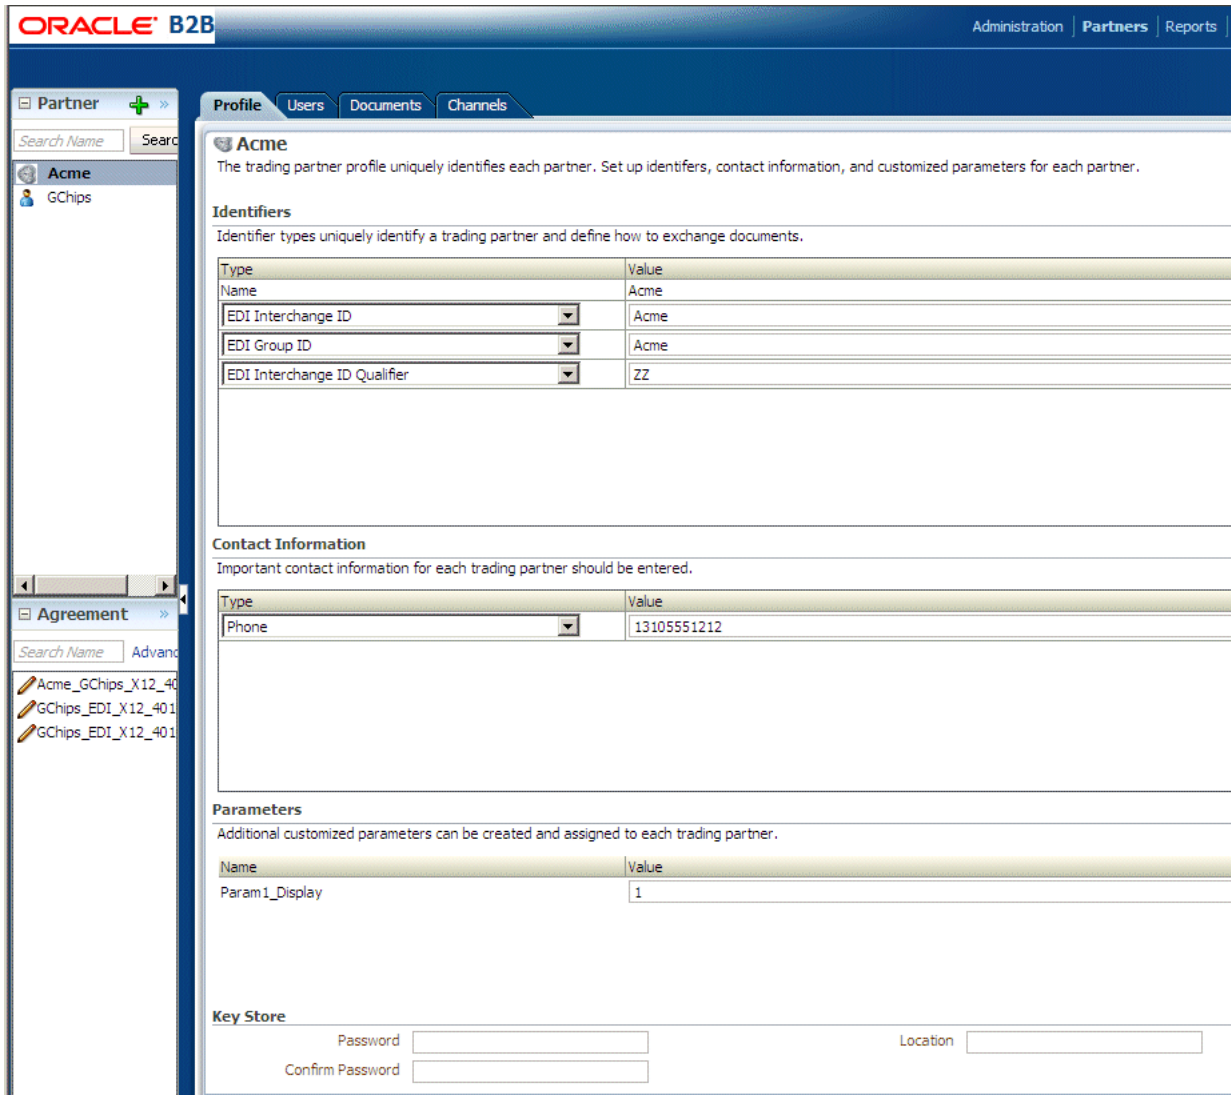 ORACLE B2B
Administration Partners Reports
Partner
Search Name Searc
Acme
GChips
Agreement
Search Name Advanc
Acme_GChips_X12_40
GChips_EDI_X12_401
GChips_EDI_X12_401
Profile Users Documents Channels
Acme
The trading partner profile uniquely identifies each partner. Set up identifers, contact information, and customized parameters for each partner.
Identifiers
Identifier types uniquely identify a trading partner and define how to exchange documents.
Type Value
Name Acme
EDI Interchange ID Acme
EDI Group ID Acme
EDI Interchange ID Qualifier ZZ
Contact Information
Important contact information for each trading partner should be entered.
Type Value
Phone 13105551212
Parameters
Additional customized parameters can be created and assigned to each trading partner.
Name Value
Param1_Display 1
Key Store
Password Location
Confirm Password